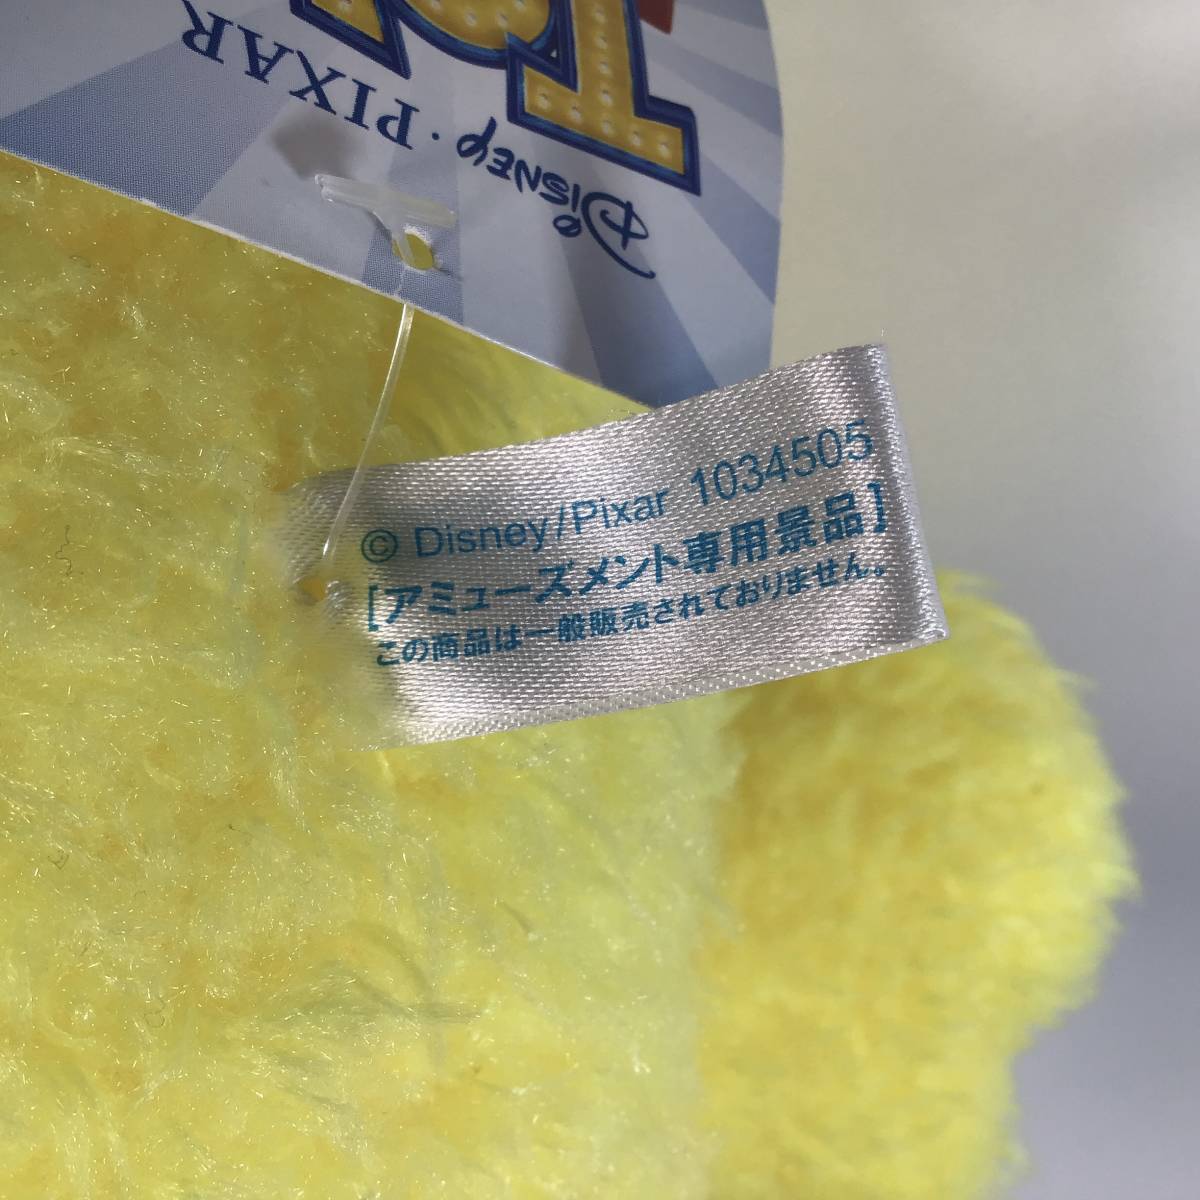 TO
DISNEY · PIXAR
© Disney/Pixar 1034505
[アミューズメント専用景品]
この商品は一般販売されておりません。